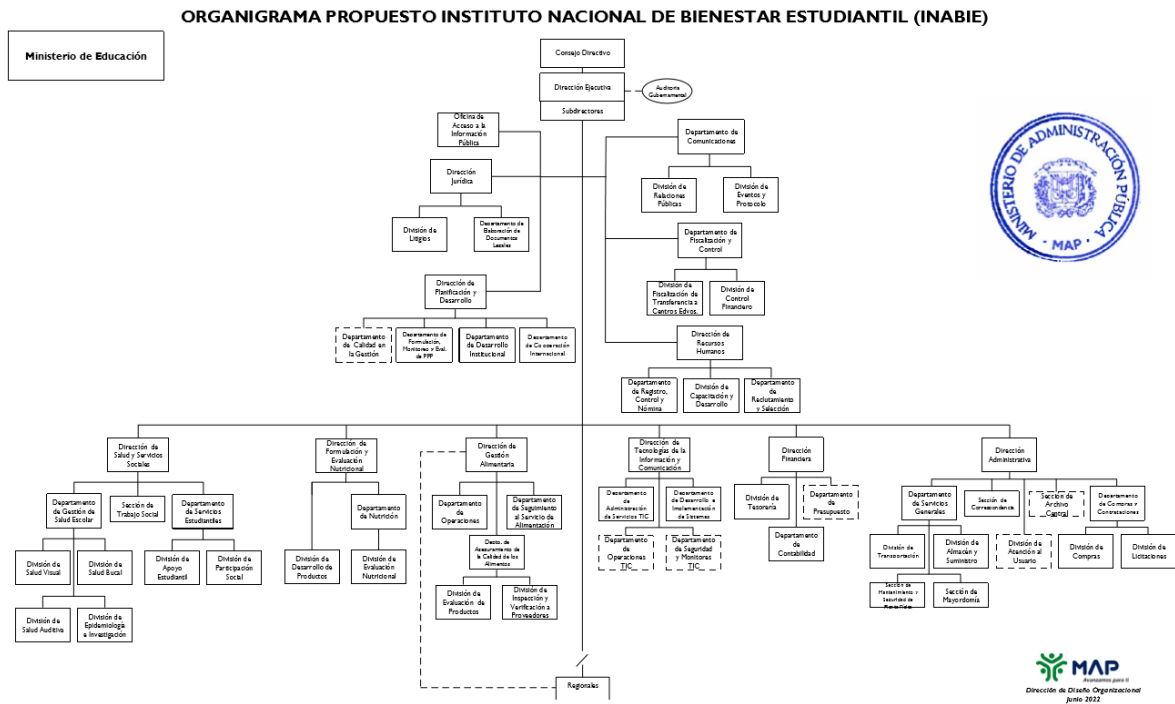 ORGANIGRAMA PROPUESTO INSTITUTO NACIONAL DE BIENESTAR ESTUDIANTIL (INABIE)
Ministerio de Educación
Consejo Directivo
Dirección Ejecutiva
Auditoría
Gubernamental
Subdirectores
Oficina de
Acceso a la
Información
Pública
Departamento de
Comunicaciones
Dirección
Jurídica
División de
Relaciones
Públicas
División de
Eventos y
Protocolo
División de
Litigios
Departamento de
Elaboración de
Documentos
Legales
Departamento de
Fiscalización y
Control
Dirección de
Planificación y
Desarrollo
División de
Fiscalización de
Transferencia a
Centros Edvos.
División de
Control
Financiero
Departamento
de Calidad en
la Gestión
Departamento de
Formulación,
Monitoreo y Eval.
de PPP
Departamento
de Desarrollo
Institucional
Departamento
de Cooperación
Internacional
Dirección de
Recursos
Humanos
Departamento
de Registro,
Control y
Nómina
División de
Capacitación y
Desarrollo
Departamento
de
Reclutamiento
y Selección
Dirección de
Salud y Servicios
Sociales
Dirección de
Formulación y
Evaluación
Nutricional
Dirección de
Gestión
Alimentaria
Dirección de
Tecnologías de la
Información y
Comunicación
Dirección
Financiera
Dirección
Administrativa
Departamento
de Gestión de
Salud Escolar
Sección de
Trabajo Social
Departamento
de Servicios
Estudiantiles
Departamento
de Nutrición
Departamento de
Operaciones
Departamento
de Seguimiento
al Servicio de
Alimentación
Departamento
de
Administración
de Servicios TIC
Departamento
de Desarrollo e
Implementación
de Sistemas
División de
Tesorería
Departamento
de
Presupuesto
Departamento
de Servicios
Generales
Sección de
Correspondencia
Sección de
Archivo
Central
Departamento
de Compras y
Contrataciones
División de
Salud Visual
División de
Salud Bucal
División de
Apoyo
Estudiantil
División de
Participación
Social
División de
Desarrollo de
Productos
División de
Evaluación
Nutricional
Depto. de
Aseguramiento de
la Calidad de los
Alimentos
Departamento
de
Operaciones
TIC
Departamento
de Seguridad
y Monitoreo
TIC
Departamento
de
Contabilidad
División de
Transportación
División de
Almacén y
Suministro
División de
Atención al
Usuario
División de
Compras
División de
Licitaciones
División de
Salud Auditiva
División de
Epidemiología
e Investigación
División de
Evaluación de
Productos
División de
Inspección y
Verificación a
Proveedores
Sección de
Mantenimiento y
Seguridad de
Planta Física
Sección de
Mayordomía
Regionales
MINISTERIO DE ADMINISTRACIÓN PÚBLICA
- MAP -
MAP
Avanzamos para ti
Dirección de Diseño Organizacional
Junio 2022